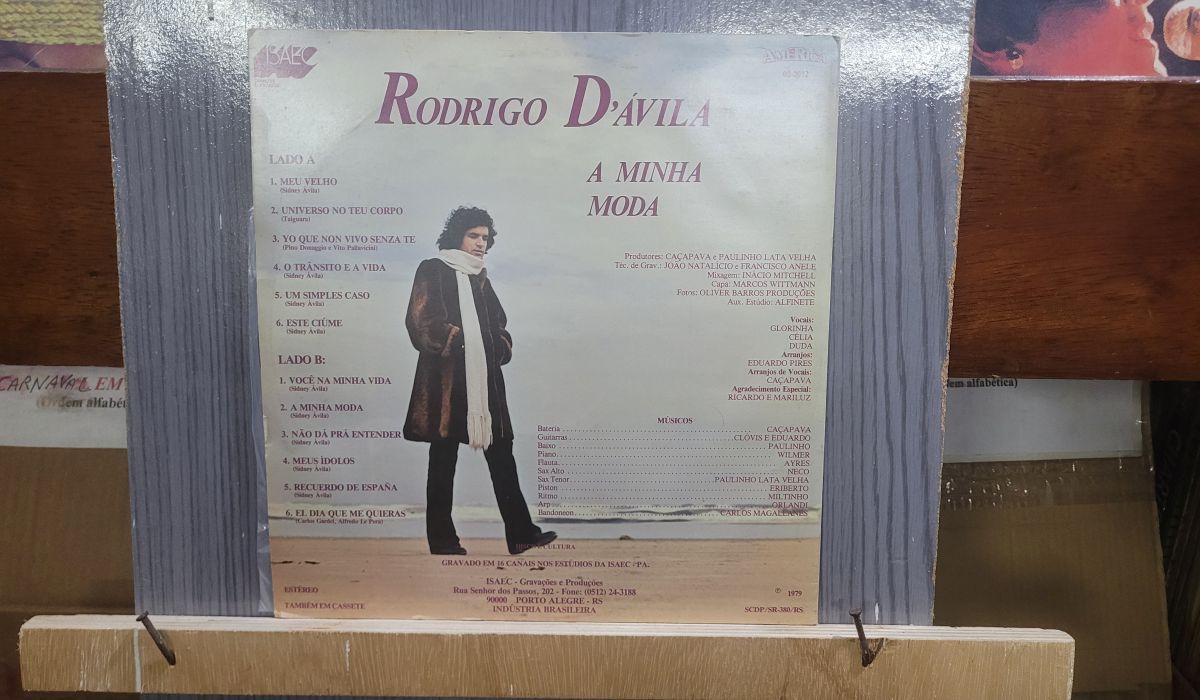 ISAEC
AMERICA
RODRIGO D'ÁVILA
A MINHA
MODA
LADO A
1. MEU VELHO
(Sidney Ávila)
2. UNIVERSO NO TEU CORPO
(Taiguara)
3. YO QUE NON VIVO SENZA TE
(Pino Donaggio e Vito Pallavicini)
4. O TRÂNSITO E A VIDA
(Sidney Ávila)
5. UM SIMPLES CASO
(Sidney Ávila)
6. ESTE CIÚME
(Sidney Ávila)
LADO B:
1. VOCÊ NA MINHA VIDA
(Sidney Ávila)
2. A MINHA MODA
(Sidney Ávila)
3. NÃO DÁ PRÁ ENTENDER
(Sidney Ávila)
4. MEUS ÌDOLOS
(Sidney Ávila)
5. RECUERDO DE ESPAÑA
(Sidney Ávila)
6. EL DIA QUE ME QUIERAS
(Carlos Gardel, Alfredo Le Pera)
Produtores: CAÇAPAVA e PAULINHO LATA VELHA
Téc. de Grav.: JOÃO NATALÍCIO e FRANCISCO ANELE
Mixagem: INÁCIO MITCHELL
Capa: MARCOS WITTMANN
Fotos: OLIVER BARROS PRODUÇÕES
Aux. Estúdio: ALFINETE
Vocais:
GLORINHA
CÉLIA
DUDA
Arranjos:
EDUARDO PIRES
Arranjos de Vocais:
CAÇAPAVA
Agradecimento Especial:
RICARDO E MARILUZ
MÚSICOS
Bateria CAÇAPAVA
Guitarras CLÓVIS E EDUARDO
Baixo PAULINHO
Piano WILMER
Flauta AYRES
Sax Alto NECO
Sax Tenor PAULINHO LATA VELHA
Piston ERIBERTO
Ritmo MILTINHO
Arp ORLANDI
Bandoneon CARLOS MAGALLANES
DISCO É CULTURA
GRAVADO EM 16 CANAIS NOS ESTÚDIOS DA ISAEC - PA.
ISAEC - Gravações e Produções
Rua Senhor dos Passos, 202 - Fone: (0512) 24-3188
90000 PORTO ALEGRE - RS
INDÚSTRIA BRASILEIRA
ESTÉREO
TAMBÉM EM CASSETE
℗ 1979
SCDP/SR-380/RS
CARNAVAL EM
(Ordem alfabét
em alfabética)